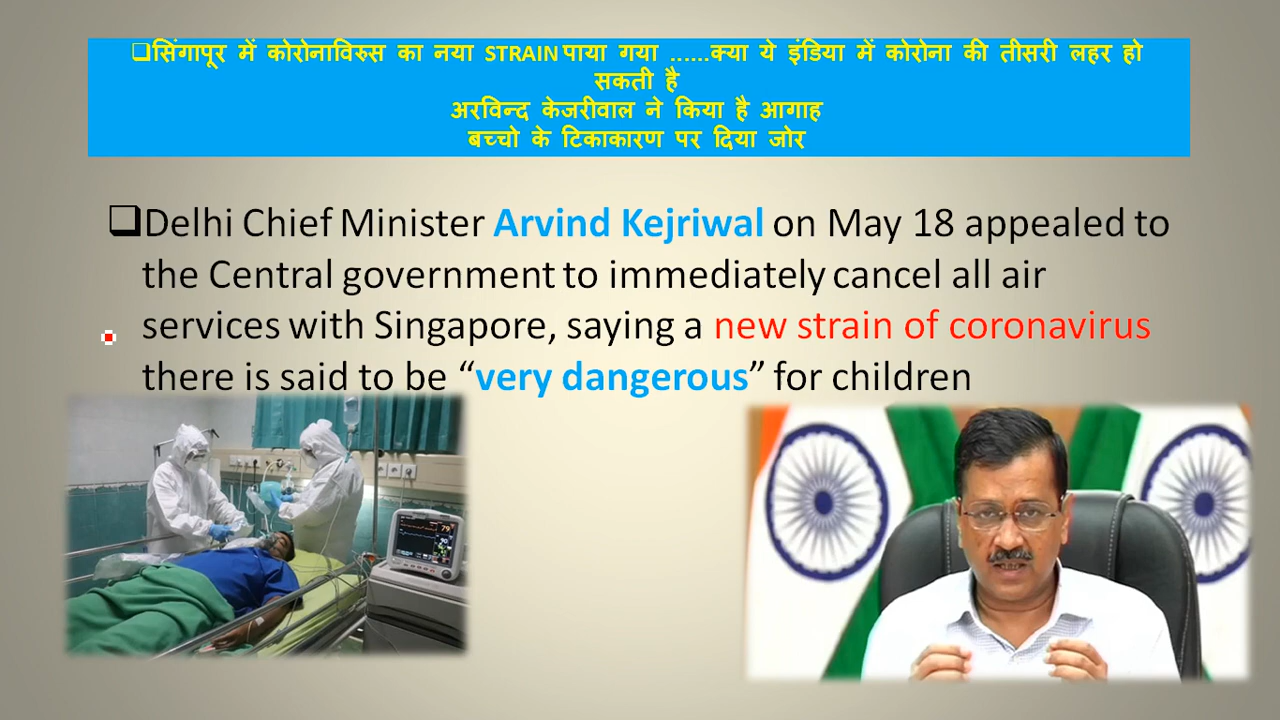 ❑सिंगापूर में कोरोनाविरुस का नया STRAIN पाया गया ......क्या ये इंडिया में कोरोना की तीसरी लहर हो
सकती है
अरविन्द केजरीवाल ने किया है आगाह
बच्चो के टिकाकारण पर दिया जोर
❑Delhi Chief Minister Arvind Kejriwal on May 18 appealed to
the Central government to immediately cancel all air
services with Singapore, saying a new strain of coronavirus
there is said to be “very dangerous” for children